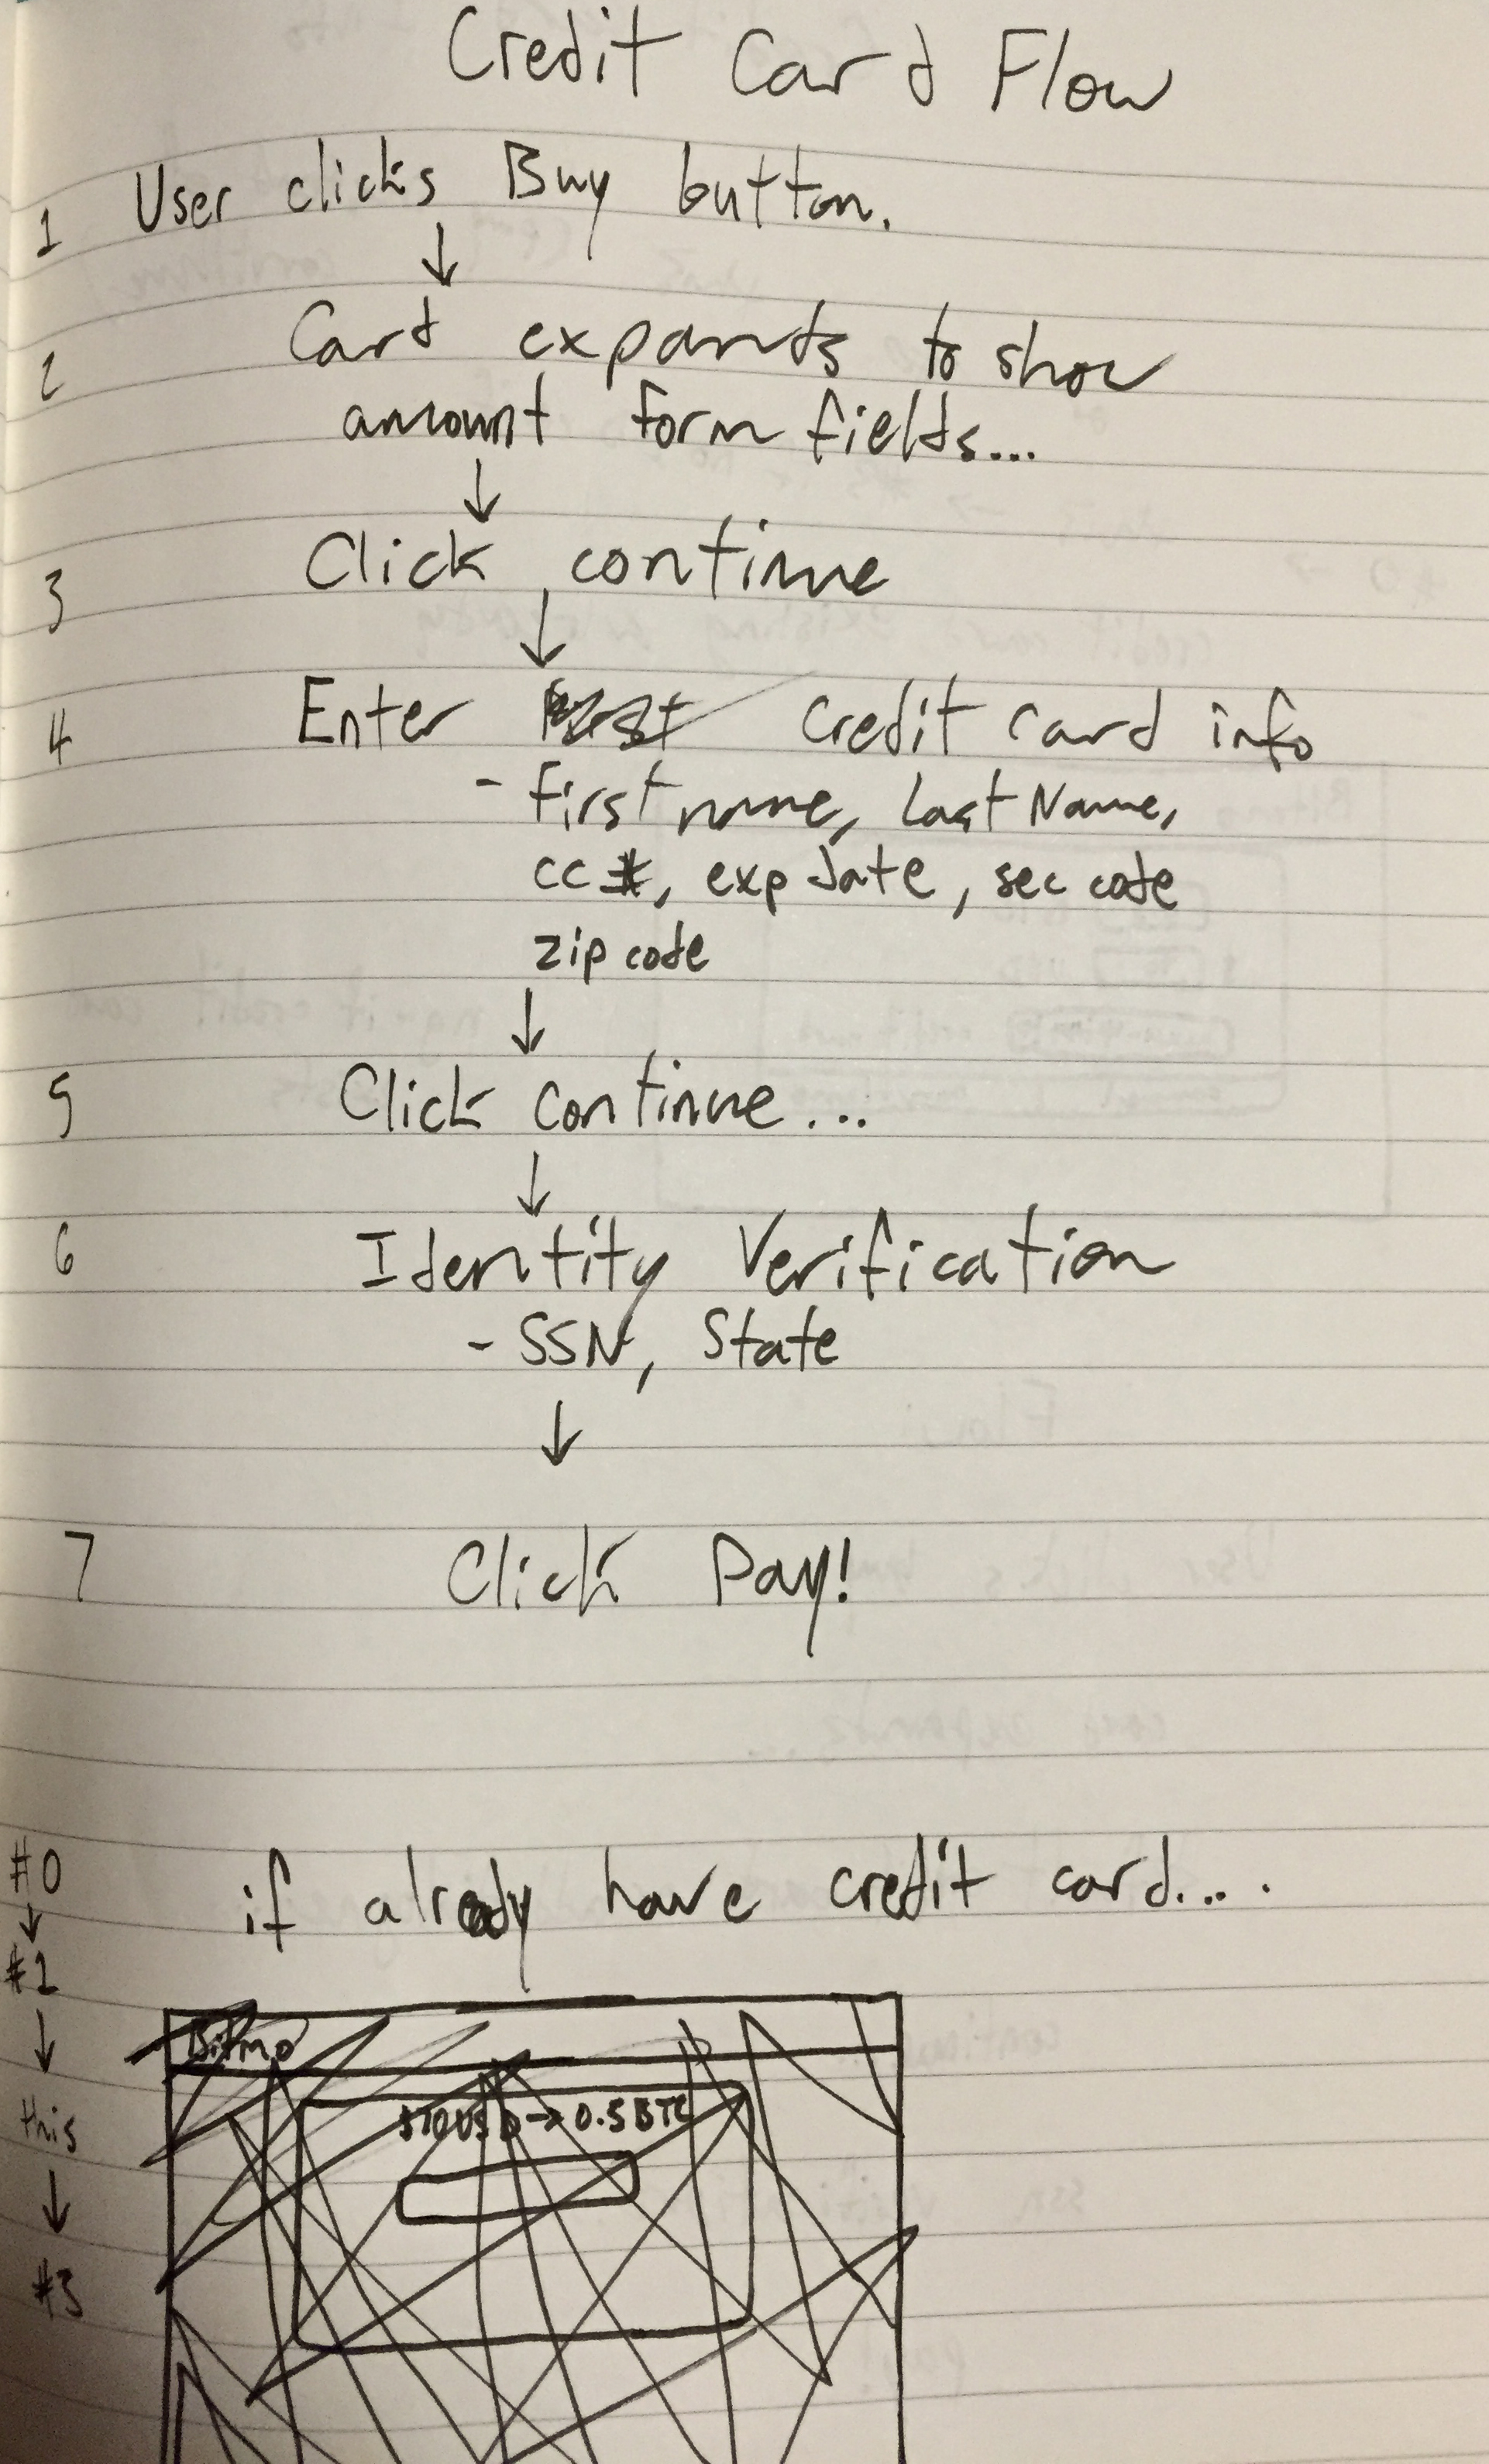 Credit Card Flow
1 User clicks Buy button.
↓
2 Card expands to show
amount form fields...
↓
3 Click continue
↓
4 Enter credit card info
- first name, Last Name,
cc #, exp date, sec code
zip code
↓
5 Click continue...
↓
6 Identity Verification
- SSN, State
↓
7 Click Pay!
#0 if already have credit card....
↓
#1
↓
this
↓
#3
Bitmo
$10 USD → 0.5 BTC